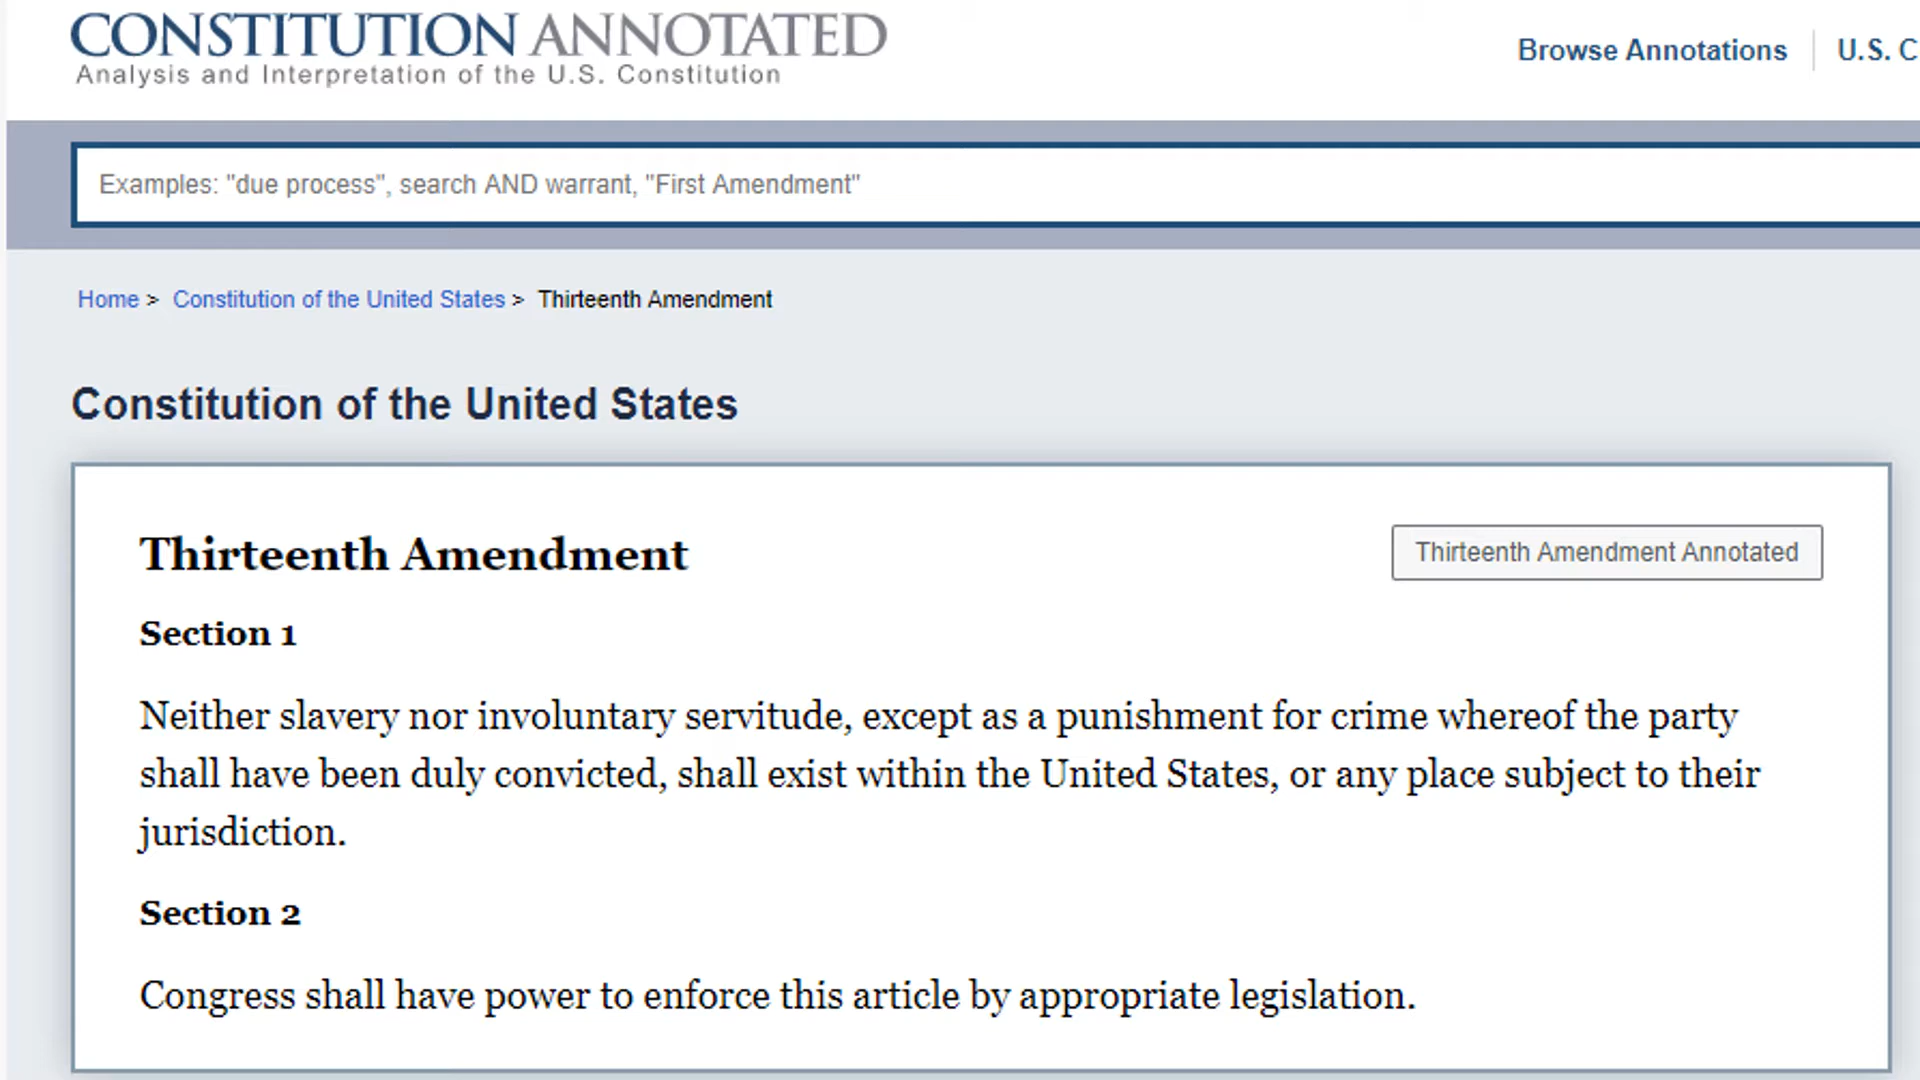 CONSTITUTION ANNOTATED
Analysis and Interpretation of the U.S. Constitution
Browse Annotations
U.S. C
Examples: "due process", search AND warrant, "First Amendment"
Home > Constitution of the United States > Thirteenth Amendment
Constitution of the United States
Thirteenth Amendment
Thirteenth Amendment Annotated
Section 1
Neither slavery nor involuntary servitude, except as a punishment for crime whereof the party
shall have been duly convicted, shall exist within the United States, or any place subject to their
jurisdiction.
Section 2
Congress shall have power to enforce this article by appropriate legislation.